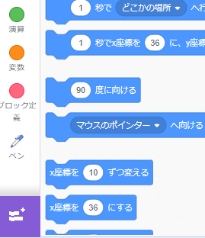 1 秒で どこかの場所 へ行
演算
1 秒でx座標を 36 に、y座標
変数
90 度に向ける
ブロック定
義
マウスのポインター へ向ける
ペン
x座標を 10 ずつ変える
x座標を 36 にする